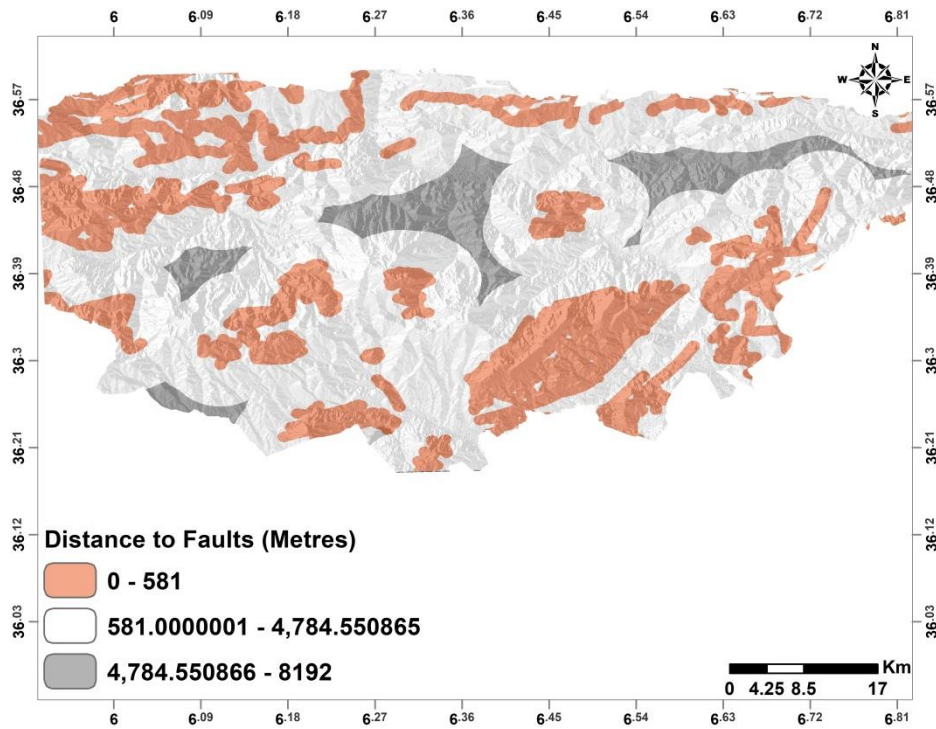 6 6.09 6.18 6.27 6.36 6.45 6.54 6.63 6.72 6.81
N
W E
S
36.57 36.57
36.48 36.48
36.39 36.39
36.3 36.3
36.21 36.21
36.12 36.12
36.03 36.03
Distance to Faults (Metres)
0 - 581
581.0000001 - 4,784.550865
4,784.550866 - 8192
Km
0 4.25 8.5 17
6 6.09 6.18 6.27 6.36 6.45 6.54 6.63 6.72 6.81